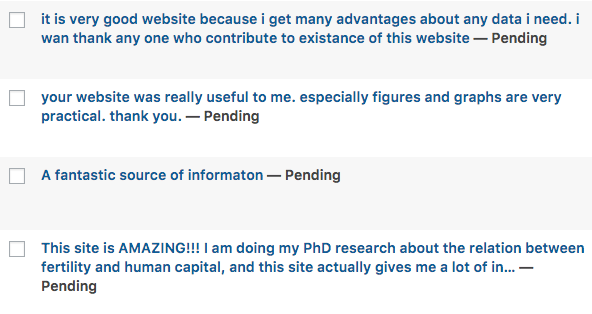 it is very good website because i get many advantages about any data i need. i
wan thank any one who contribute to existance of this website — Pending
your website was really useful to me. especially figures and graphs are very
practical. thank you. — Pending
A fantastic source of informaton — Pending
This site is AMAZING!!! I am doing my PhD research about the relation between
fertility and human capital, and this site actually gives me a lot of in... —
Pending